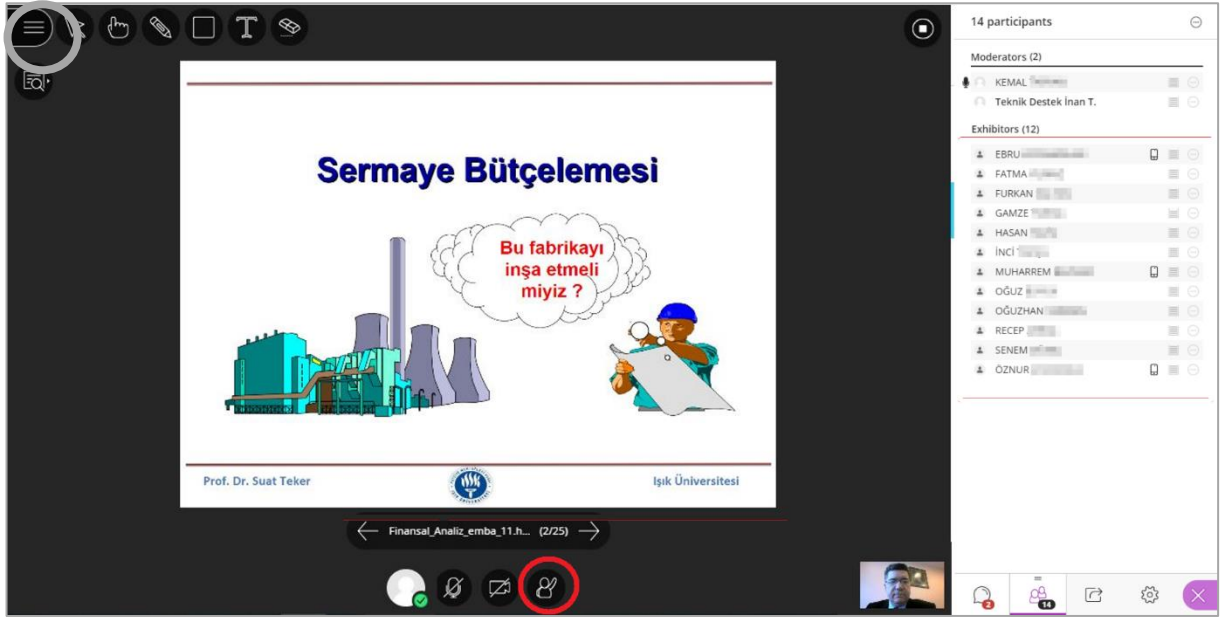 14 participants
Moderators (2)
KEMAL
Teknik Destek İnan T.
Exhibitors (12)
EBRU
FATMA
FURKAN
GAMZE
HASAN
İNCİ
MUHARREM
OĞUZ
OĞUZHAN
RECEP
SENEM
ÖZNUR
T
Sermaye Bütçelemesi
Bu fabrikayı
inşa etmeli
miyiz ?
Prof. Dr. Suat Teker
Işık Üniversitesi
Finansal_Analiz_emba_11.h... (2/25)
2
14